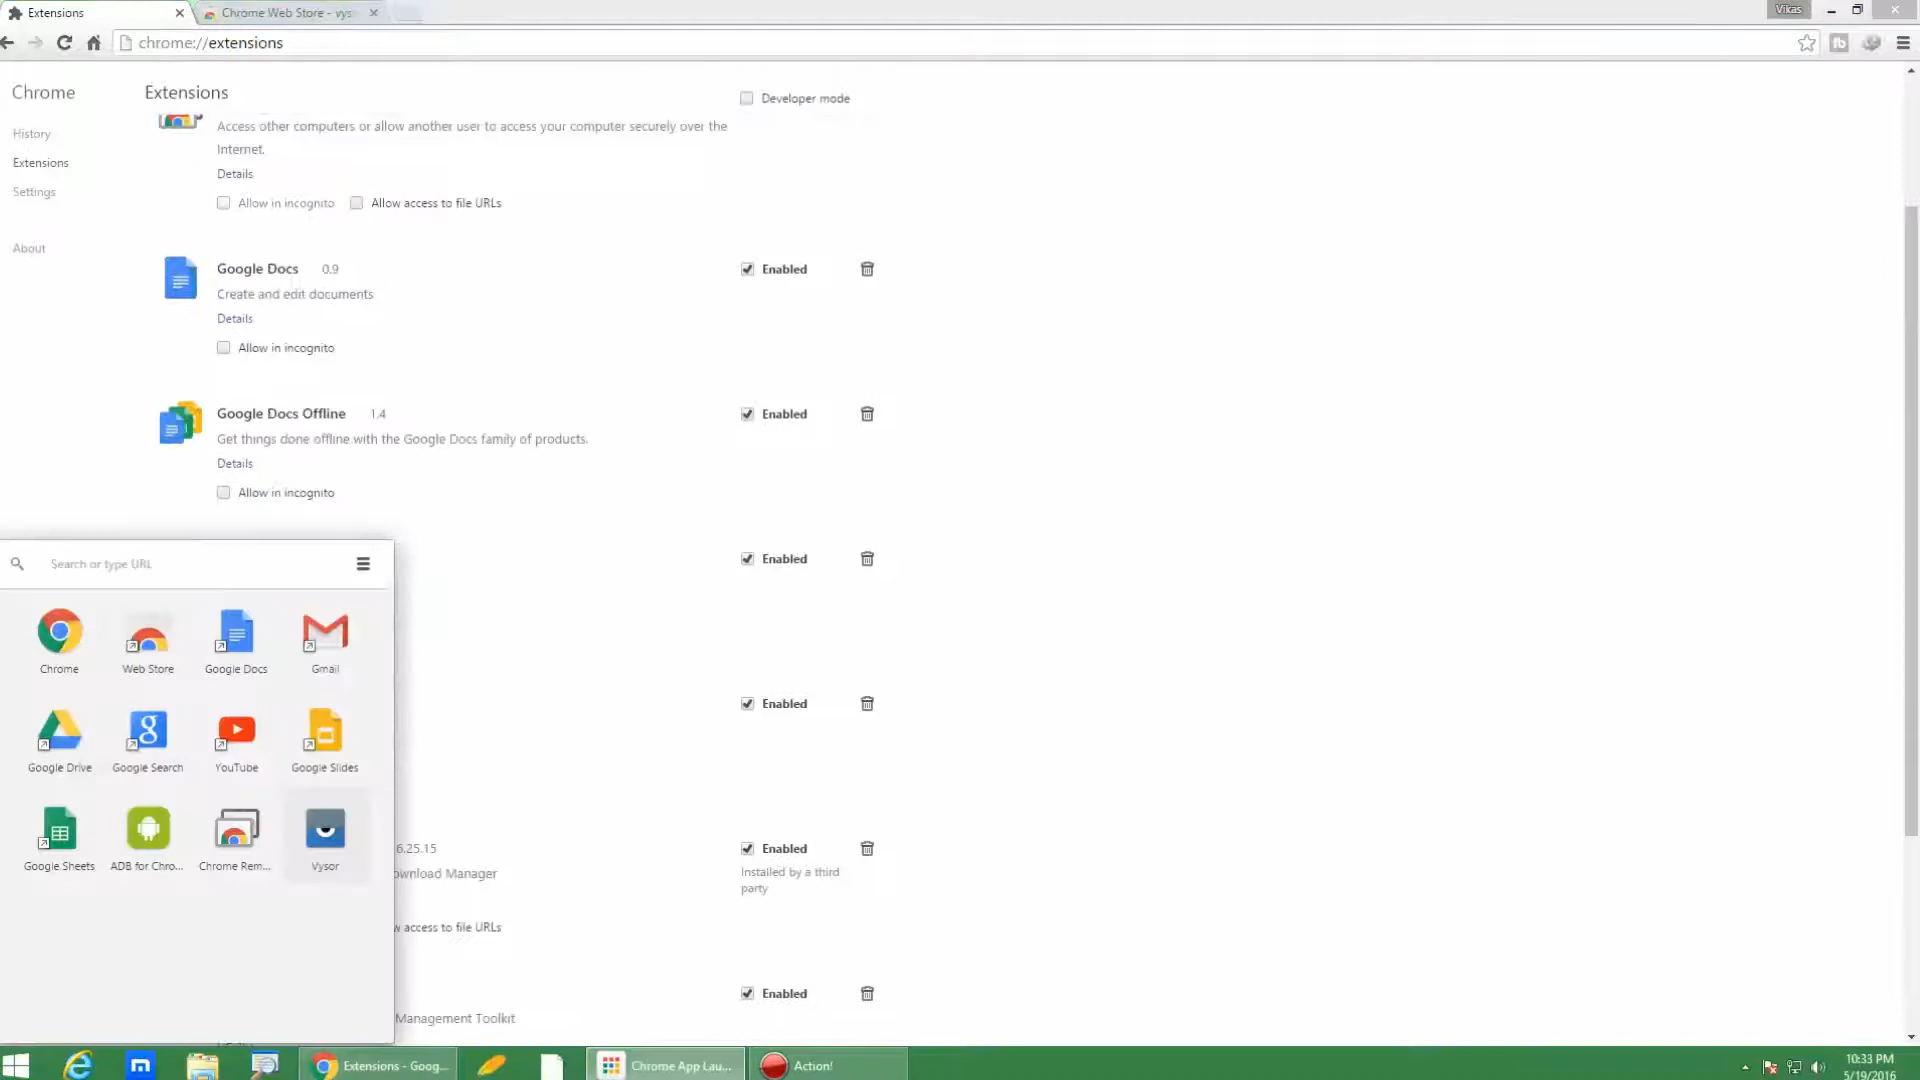 Extensions
Chrome Web Store - vys
Vikas
chrome://extensions
fb
Chrome
Extensions
Developer mode
History
Extensions
Settings
About
Access other computers or allow another user to access your computer securely over the
Internet.
Details
Allow in incognito
Allow access to file URLs
Google Docs 0.9
Enabled
Create and edit documents
Details
Allow in incognito
Google Docs Offline 1.4
Enabled
Get things done offline with the Google Docs family of products.
Details
Allow in incognito
Enabled
Enabled
6.25.15
Enabled
ownload Manager
Installed by a third
party
w access to file URLs
Enabled
Management Toolkit
Search or type URL
Chrome
Web Store
Google Docs
Gmail
Google Drive
Google Search
YouTube
Google Slides
Google Sheets
ADB for Chro...
Chrome Rem...
Vysor
Extensions - Goog...
Chrome App Lau...
Action!
10:33 PM
5/19/2016